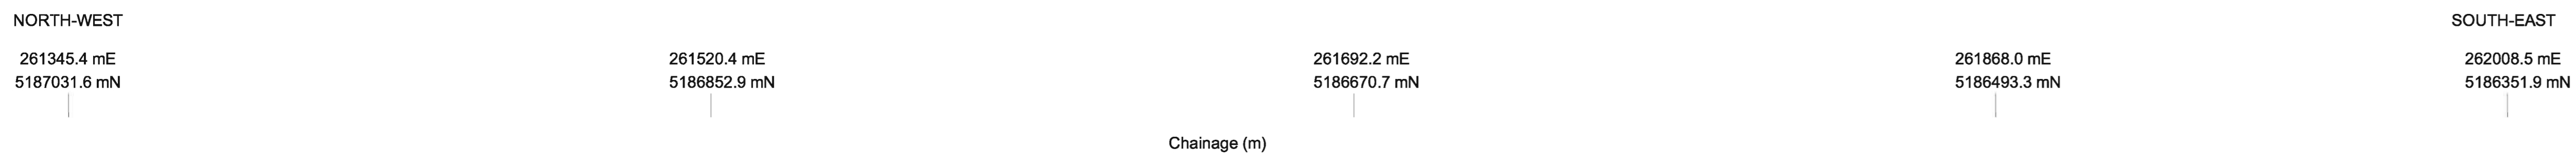 NORTH-WEST SOUTH-EAST
261345.4 mE 261520.4 mE 261692.2 mE 261868.0 mE 262008.5 mE
5187031.6 mN 5186852.9 mN 5186670.7 mN 5186493.3 mN 5186351.9 mN
Chainage (m)